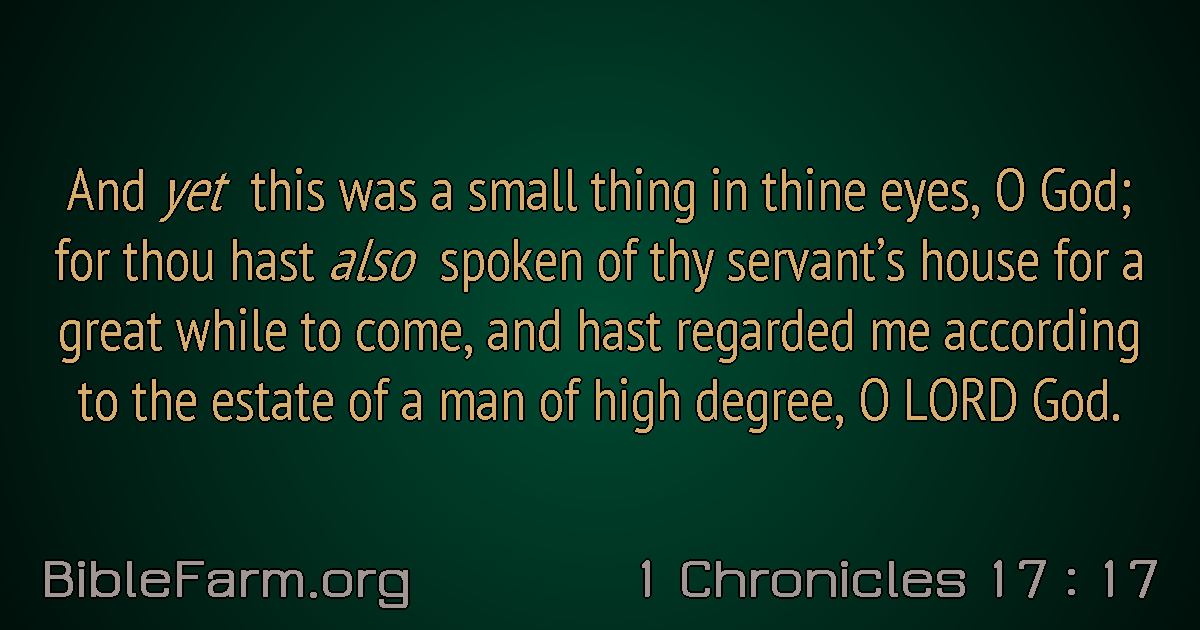 And yet this was a small thing in thine eyes, O God;
for thou hast also spoken of thy servant’s house for a
great while to come, and hast regarded me according
to the estate of a man of high degree, O LORD God.
BibleFarm.org
1 Chronicles 17 : 17